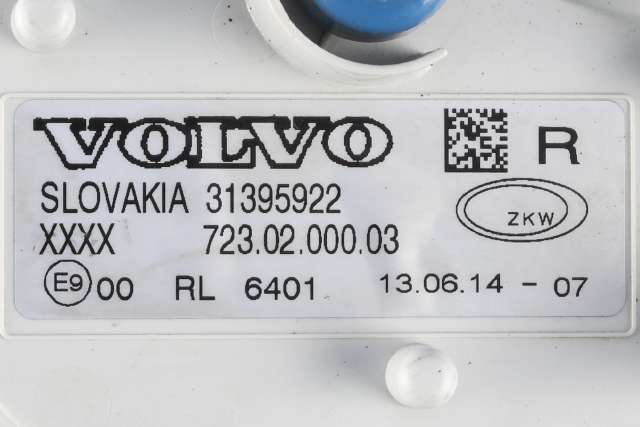 VOLVO R
SLOVAKIA 31395922
ZKW
XXXX 723.02.000.03
E9 00 RL 6401 13.06.14 - 07